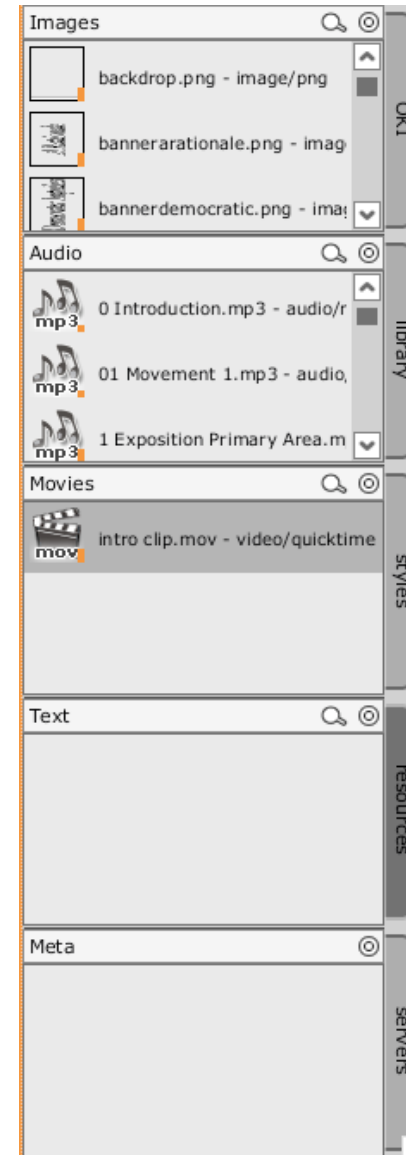 Images
backdrop.png - image/png
bannerarationale.png - imag
bannerdemocratic.png - ima
Audio
mp3
0 Introduction.mp3 - audio/r
mp3
01 Movement 1.mp3 - audio,
mp3
1 Exposition Primary Area.m
Movies
mov
intro clip.mov - video/quicktime
Text
Meta
OKI
library
styles
resources
servers